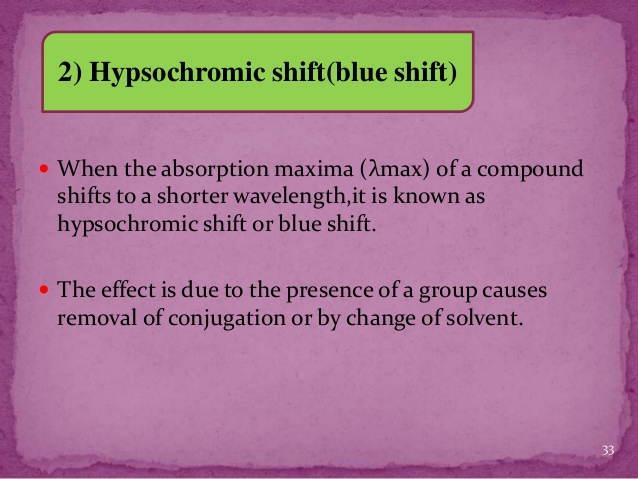 2) Hypsochromic shift(blue shift)
When the absorption maxima (λmax) of a compound
shifts to a shorter wavelength,it is known as
hypsochromic shift or blue shift.
The effect is due to the presence of a group causes
removal of conjugation or by change of solvent.
33